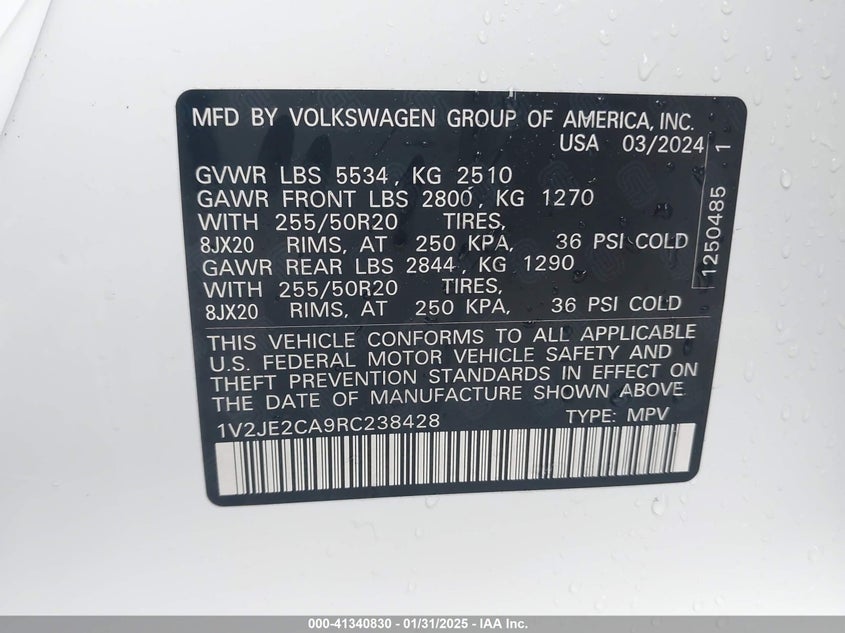 MFD BY VOLKSWAGEN GROUP OF AMERICA, INC.
USA 03/2024
GVWR LBS 5534, KG 2510
GAWR FRONT LBS 2800, KG 1270
WITH 255/50R20 TIRES,
8JX20 RIMS, AT 250 KPA, 36 PSI COLD
GAWR REAR LBS 2844, KG 1290
WITH 255/50R20 TIRES,
8JX20 RIMS, AT 250 KPA, 36 PSI COLD
1250485 1
THIS VEHICLE CONFORMS TO ALL APPLICABLE
U.S. FEDERAL MOTOR VEHICLE SAFETY AND
THEFT PREVENTION STANDARDS IN EFFECT ON
THE DATE OF MANUFACTURE SHOWN ABOVE
1V2JE2CA9RC238428 TYPE: MPV
000-41340830 - 01/31/2025 - IAA Inc.